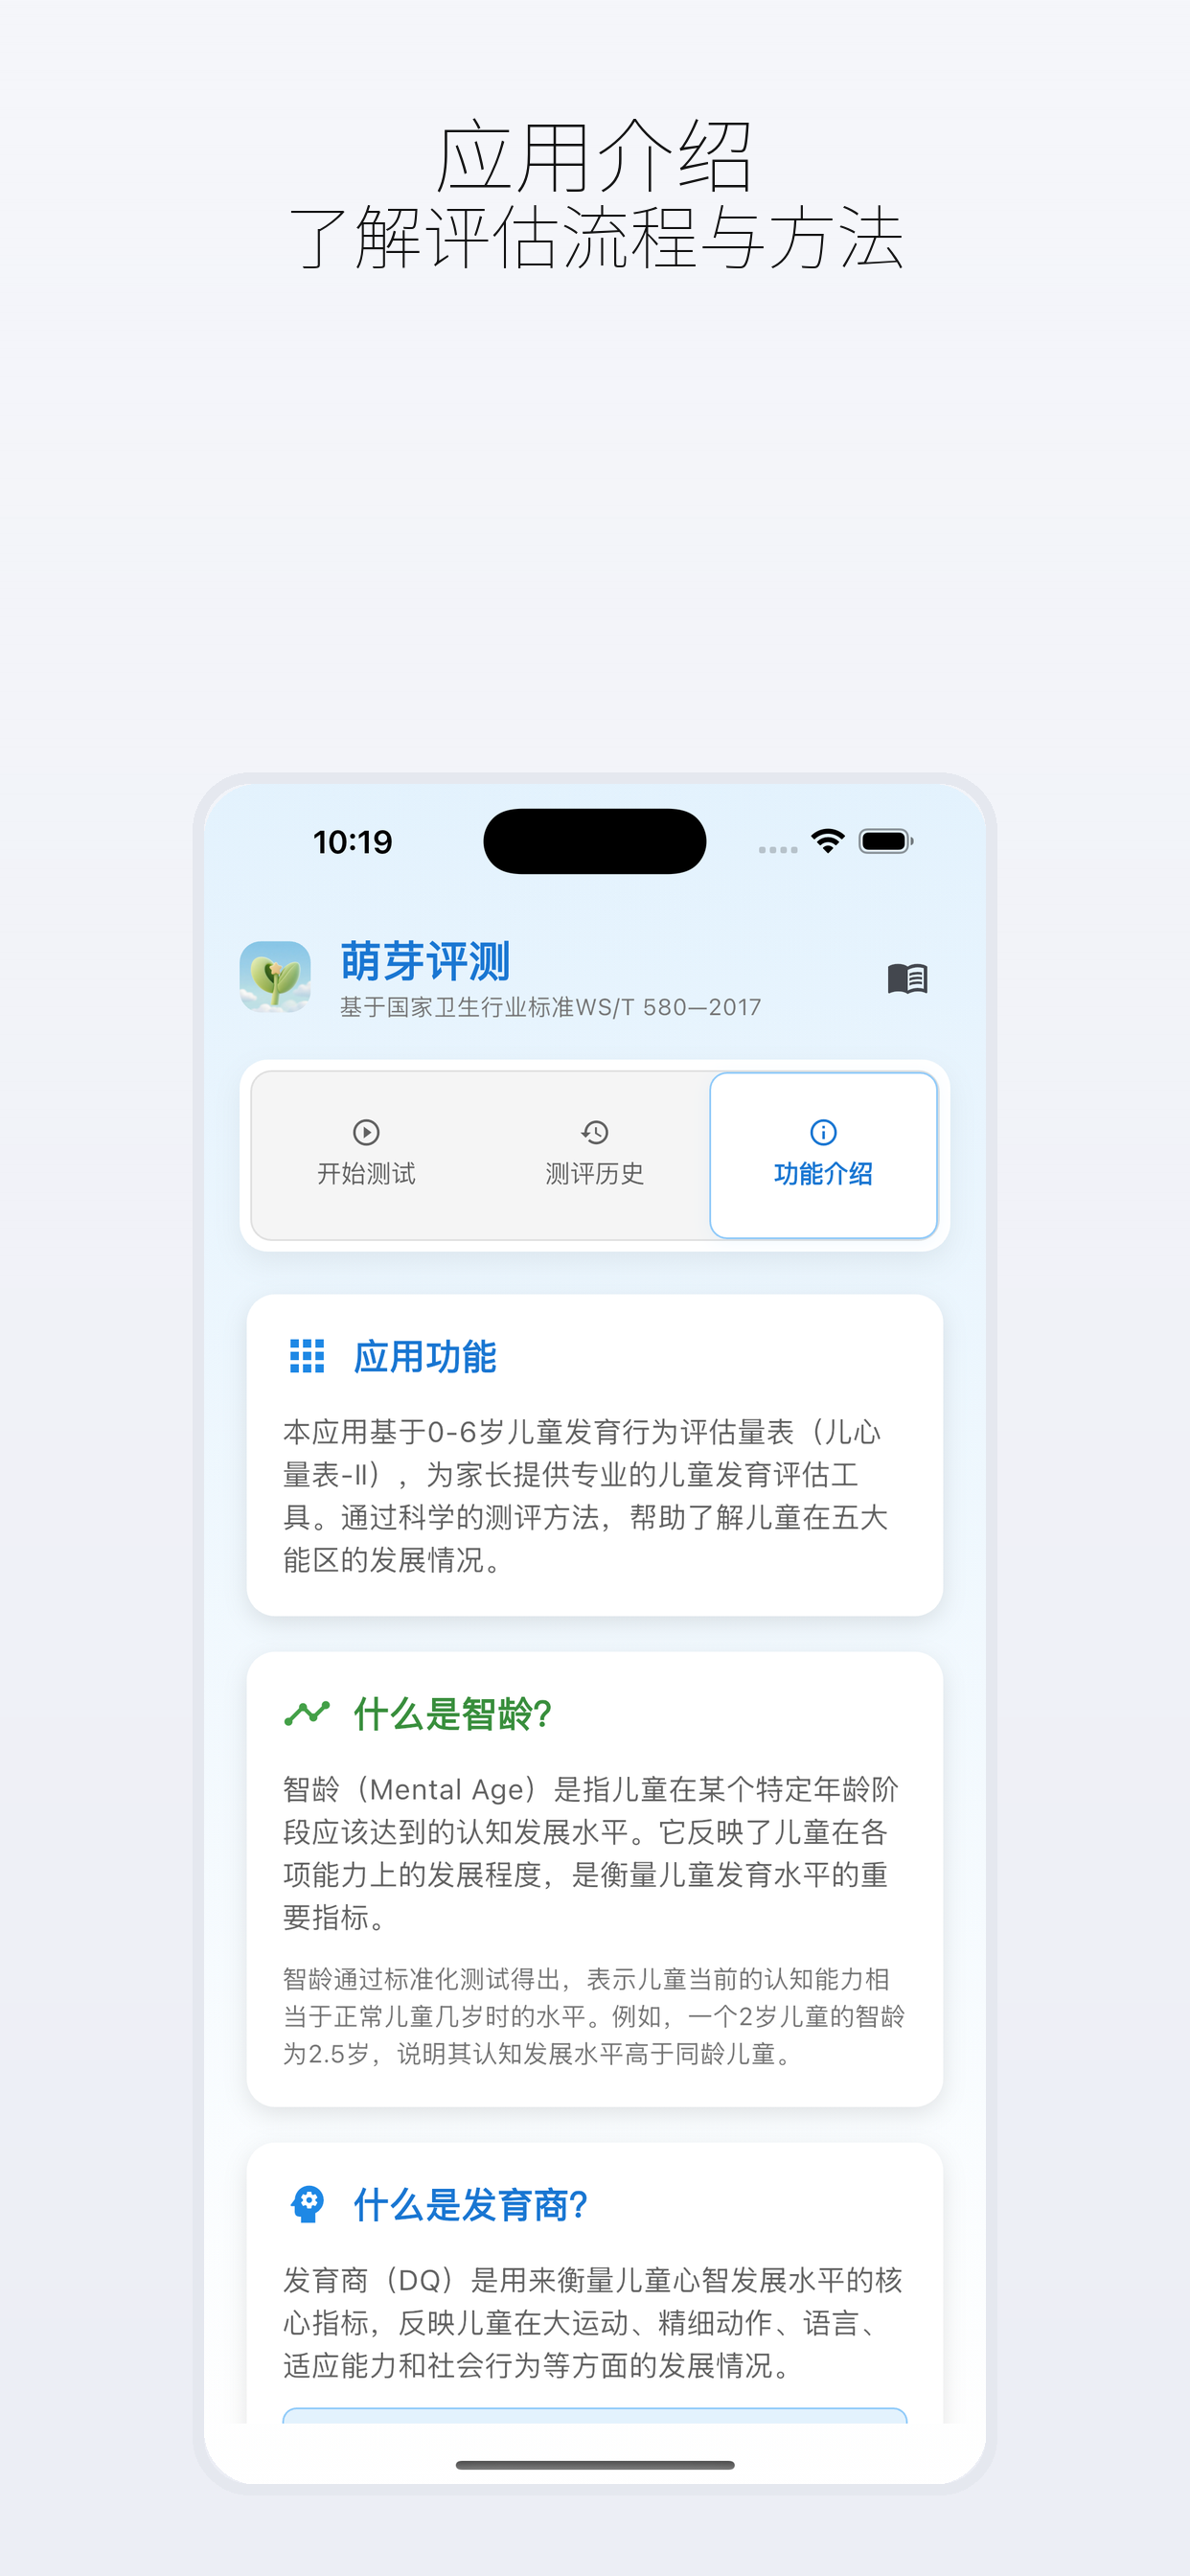 应用介绍
了解评估流程与方法
10:19
萌芽评测
基于国家卫生行业标准WS/T 580—2017
开始测试
测评历史
功能介绍
应用功能
本应用基于0-6岁儿童发育行为评估量表（儿心
量表-II），为家长提供专业的儿童发育评估工
具。通过科学的测评方法，帮助了解儿童在五大
能区的发展情况。
什么是智龄?
智龄（Mental Age）是指儿童在某个特定年龄阶
段应该达到的认知发展水平。它反映了儿童在各
项能力上的发展程度，是衡量儿童发育水平的重
要指标。
智龄通过标准化测试得出，表示儿童当前的认知能力相
当于正常儿童几岁时的水平。例如，一个2岁儿童的智龄
为2.5岁，说明其认知发展水平高于同龄儿童。
什么是发育商?
发育商（DQ）是用来衡量儿童心智发展水平的核
心指标，反映儿童在大运动、精细动作、语言、
适应能力和社会行为等方面的发展情况。